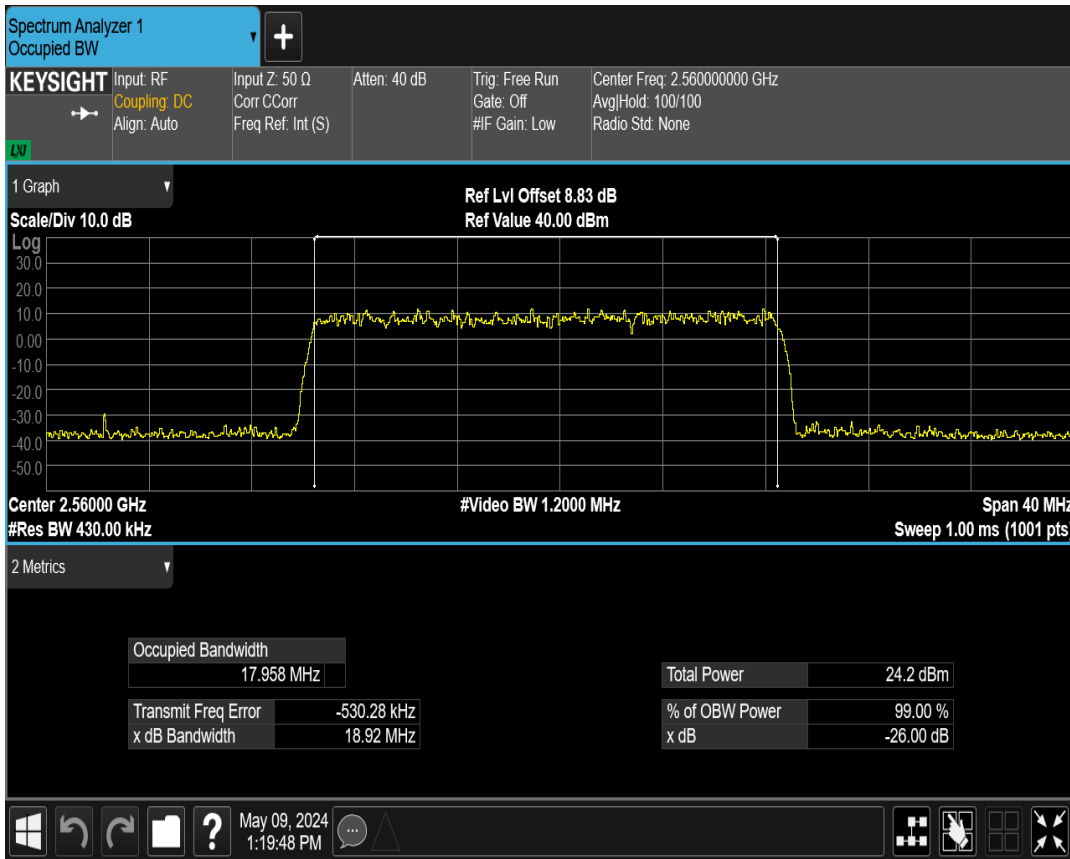 Spectrum Analyzer 1
Occupied BW
+
KEYSIGHT
LXI
Input: RF
Coupling: DC
Align: Auto
Input Z: 50 Ω
Corr CCorr
Freq Ref: Int (S)
Atten: 40 dB
Trig: Free Run
Gate: Off
#IF Gain: Low
Center Freq: 2.560000000 GHz
Avg|Hold: 100/100
Radio Std: None
1 Graph
Scale/Div 10.0 dB
Ref Lvl Offset 8.83 dB
Ref Value 40.00 dBm
Log
30.0
20.0
10.0
0.00
-10.0
-20.0
-30.0
-40.0
-50.0
Center 2.56000 GHz
#Video BW 1.2000 MHz
Span 40 MHz
#Res BW 430.00 kHz
Sweep 1.00 ms (1001 pts)
2 Metrics
Occupied Bandwidth
17.958 MHz
Total Power 24.2 dBm
Transmit Freq Error -530.28 kHz
% of OBW Power 99.00 %
x dB Bandwidth 18.92 MHz
x dB -26.00 dB
?
May 09, 2024
1:19:48 PM